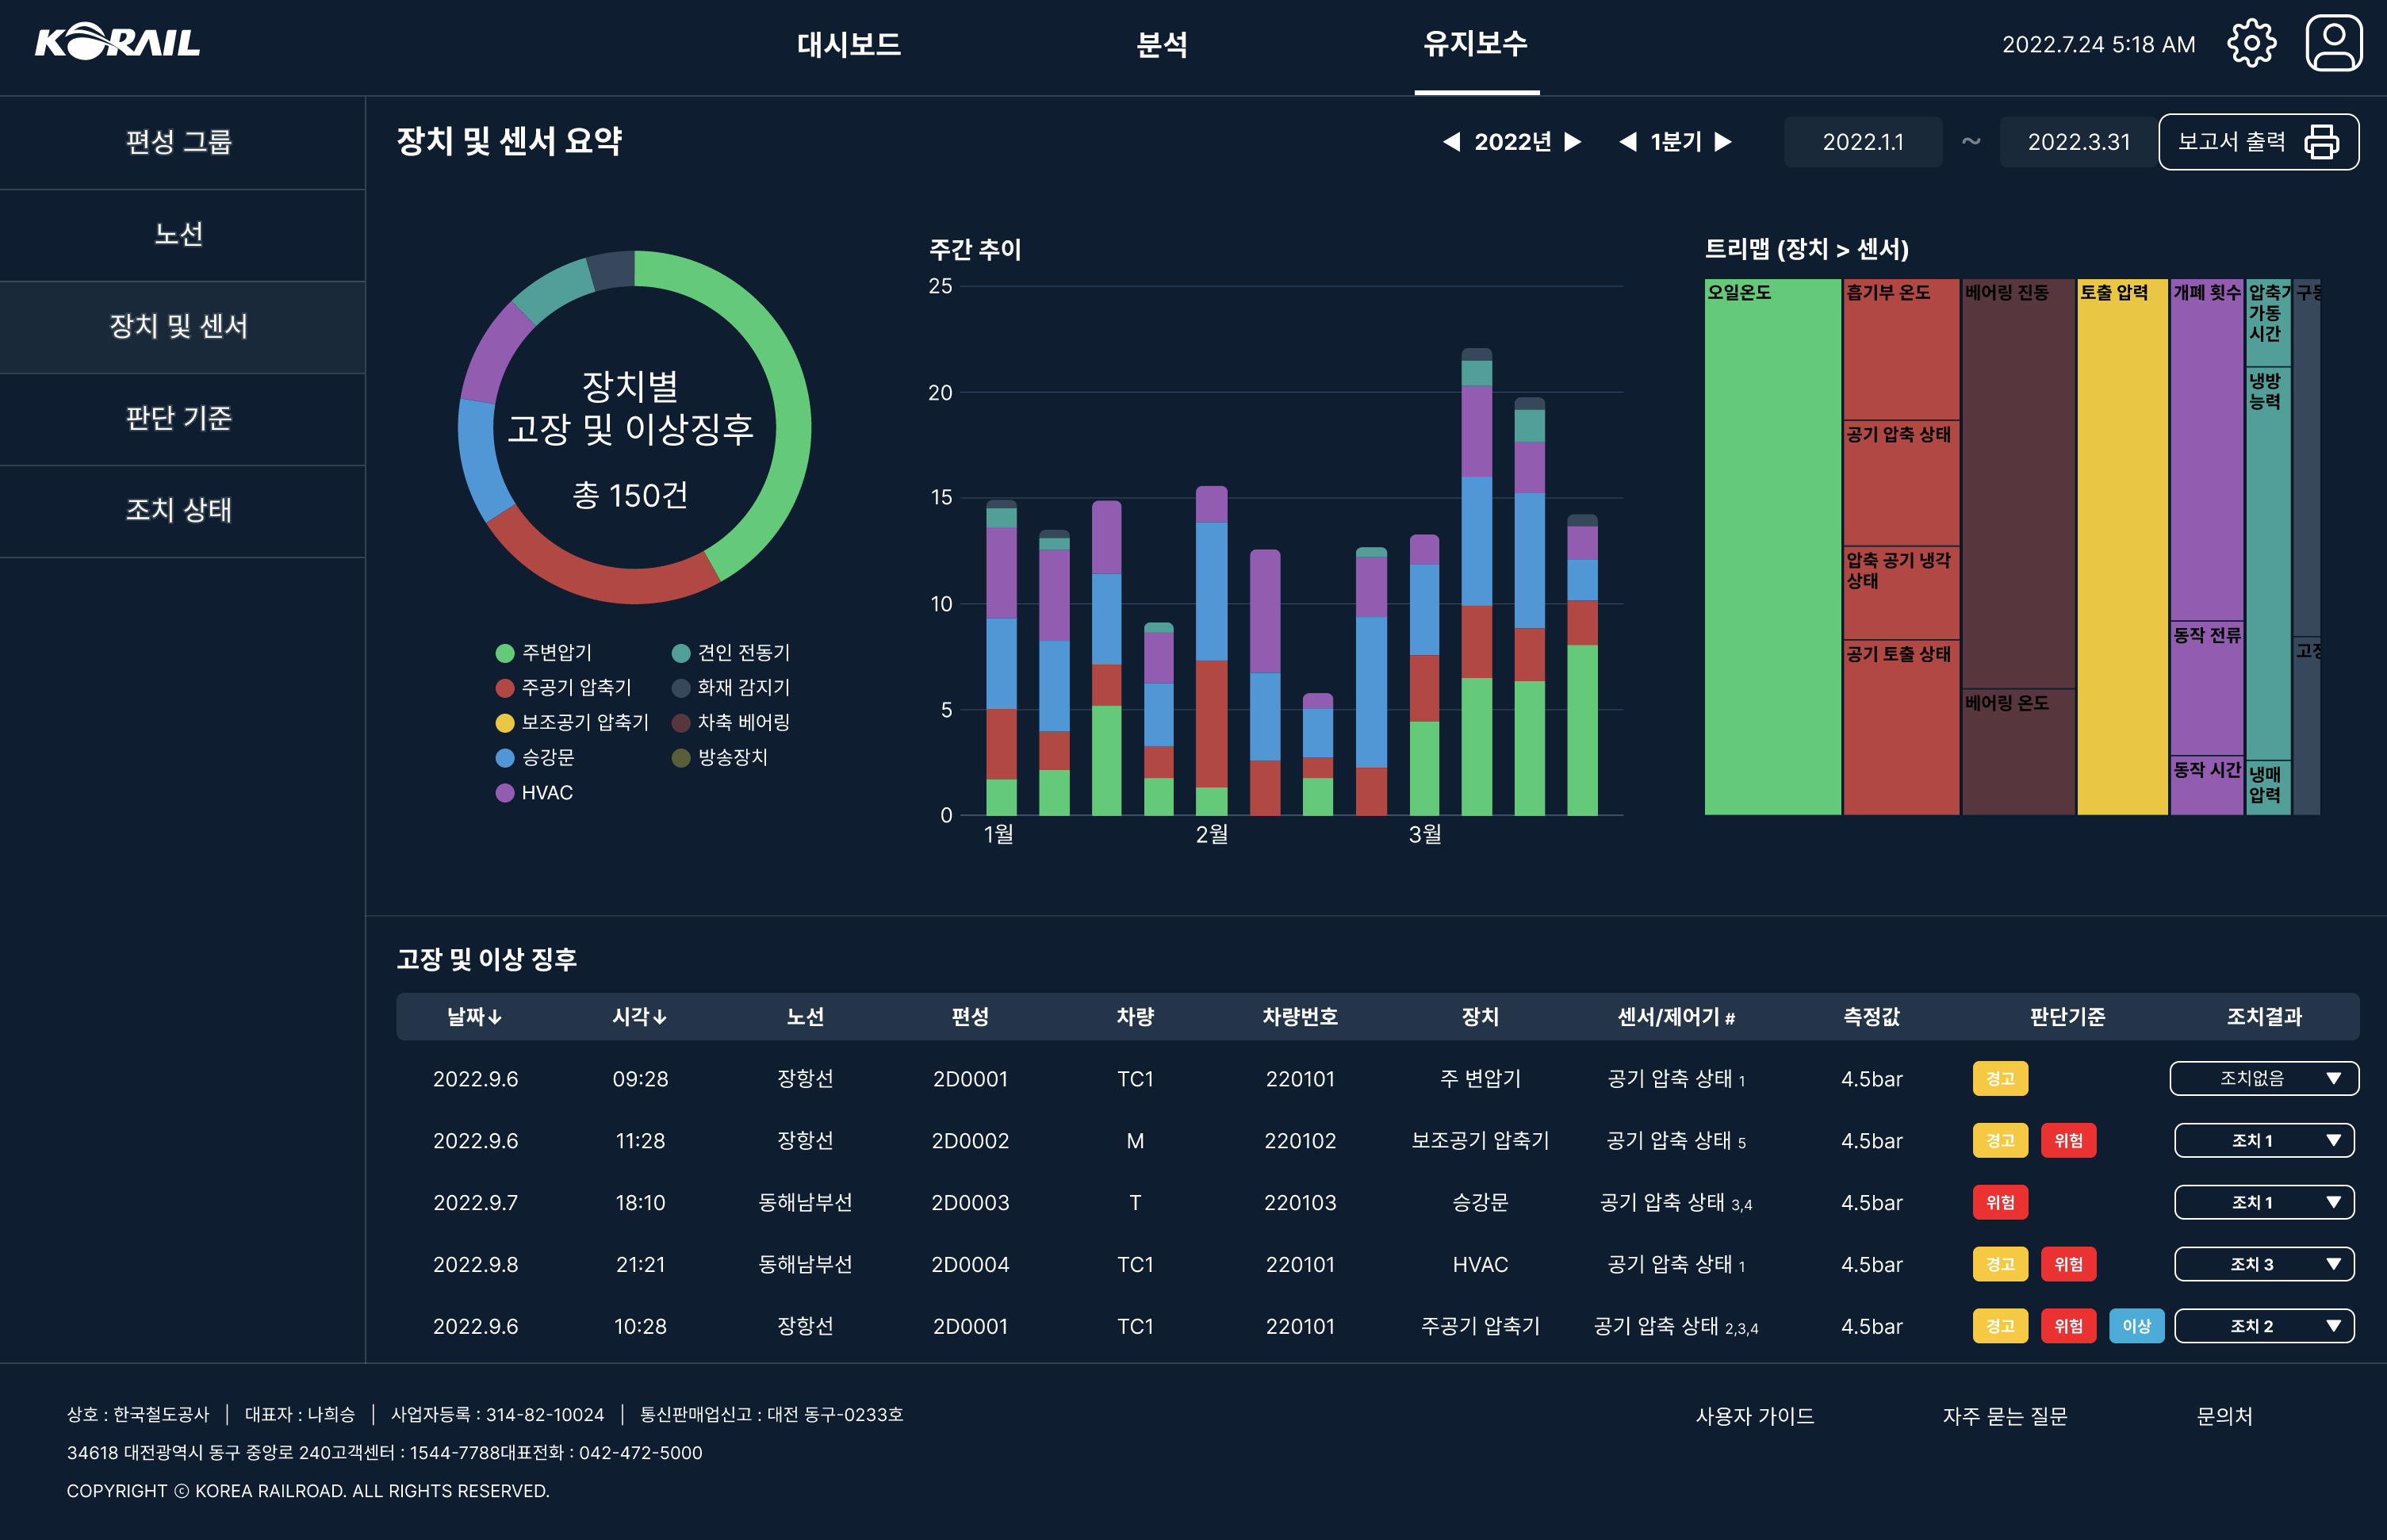 KORAIL
대시보드
분석
유지보수
2022.7.24 5:18 AM
편성 그룹
노선
장치 및 센서
판단 기준
조치 상태
장치 및 센서 요약
◀ 2022년 ▶ ◀ 1분기 ▶ 2022.1.1 ~ 2022.3.31 보고서 출력
장치별
고장 및 이상징후
총 150건
주변압기
주공기 압축기
보조공기 압축기
승강문
HVAC
견인 전동기
화재 감지기
차축 베어링
방송장치
주간 추이
25
20
15
10
5
0
1월 2월 3월
트리맵 (장치 > 센서)
오일온도
흡기부 온도
공기 압축 상태
압축 공기 냉각
상태
공기 토출 상태
베어링 진동
베어링 온도
토출 압력
개폐 횟수
동작 전류
동작 시간
압축기
가동
시간
냉방
능력
냉매
압력
고장 및 이상 징후
날짜↓ 시각↓ 노선 편성 차량 차량번호 장치 센서/제어기 # 측정값 판단기준 조치결과
2022.9.6 09:28 장항선 2D0001 TC1 220101 주 변압기 공기 압축 상태 1 4.5bar 경고 조치없음 ▼
2022.9.6 11:28 장항선 2D0002 M 220102 보조공기 압축기 공기 압축 상태 5 4.5bar 경고 위험 조치 1 ▼
2022.9.7 18:10 동해남부선 2D0003 T 220103 승강문 공기 압축 상태 3,4 4.5bar 위험 조치 1 ▼
2022.9.8 21:21 동해남부선 2D0004 TC1 220101 HVAC 공기 압축 상태 1 4.5bar 경고 위험 조치 3 ▼
2022.9.6 10:28 장항선 2D0001 TC1 220101 주공기 압축기 공기 압축 상태 2,3,4 4.5bar 경고 위험 이상 조치 2 ▼
상호 : 한국철도공사 | 대표자 : 나희승 | 사업자등록 : 314-82-10024 | 통신판매업신고 : 대전 동구-0233호
34618 대전광역시 동구 중앙로 240고객센터 : 1544-7788대표전화 : 042-472-5000
COPYRIGHT ⓒ KOREA RAILROAD. ALL RIGHTS RESERVED.
사용자 가이드
자주 묻는 질문
문의처